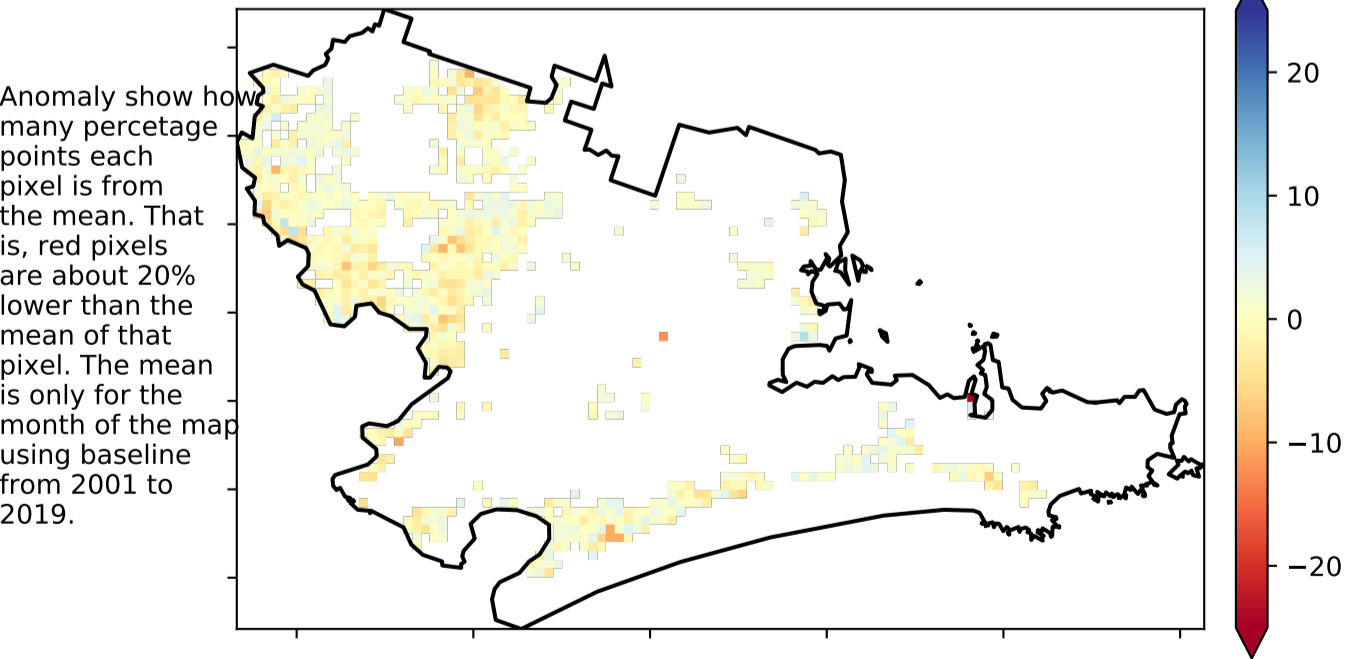 Anomaly show how
many percetage
points each
pixel is from
the mean. That
is, red pixels
are about 20%
lower than the
mean of that
pixel. The mean
is only for the
month of the map
using baseline
from 2001 to
2019.
20
10
0
−10
−20